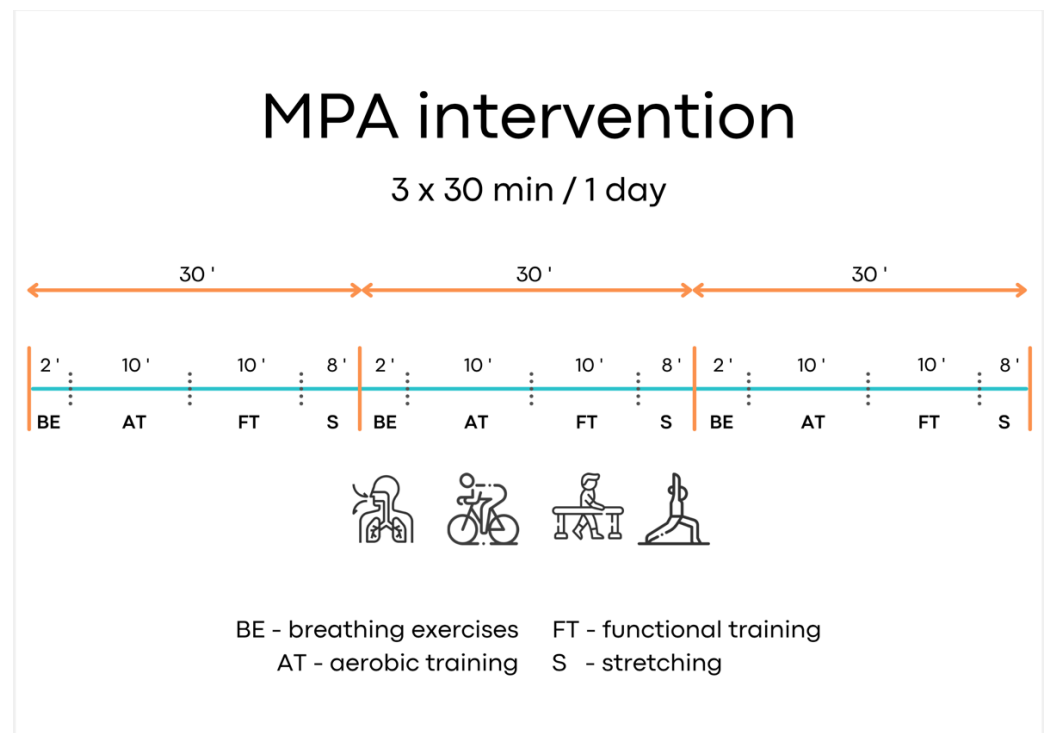 MPA intervention
3 x 30 min / 1 day
30 ' 30 ' 30 '
2 ' 10 ' 10 ' 8 ' 2 ' 10 ' 10 ' 8 ' 2 ' 10 ' 10 ' 8 '
BE AT FT S BE AT FT S BE AT FT S
BE - breathing exercises FT - functional training
AT - aerobic training S - stretching